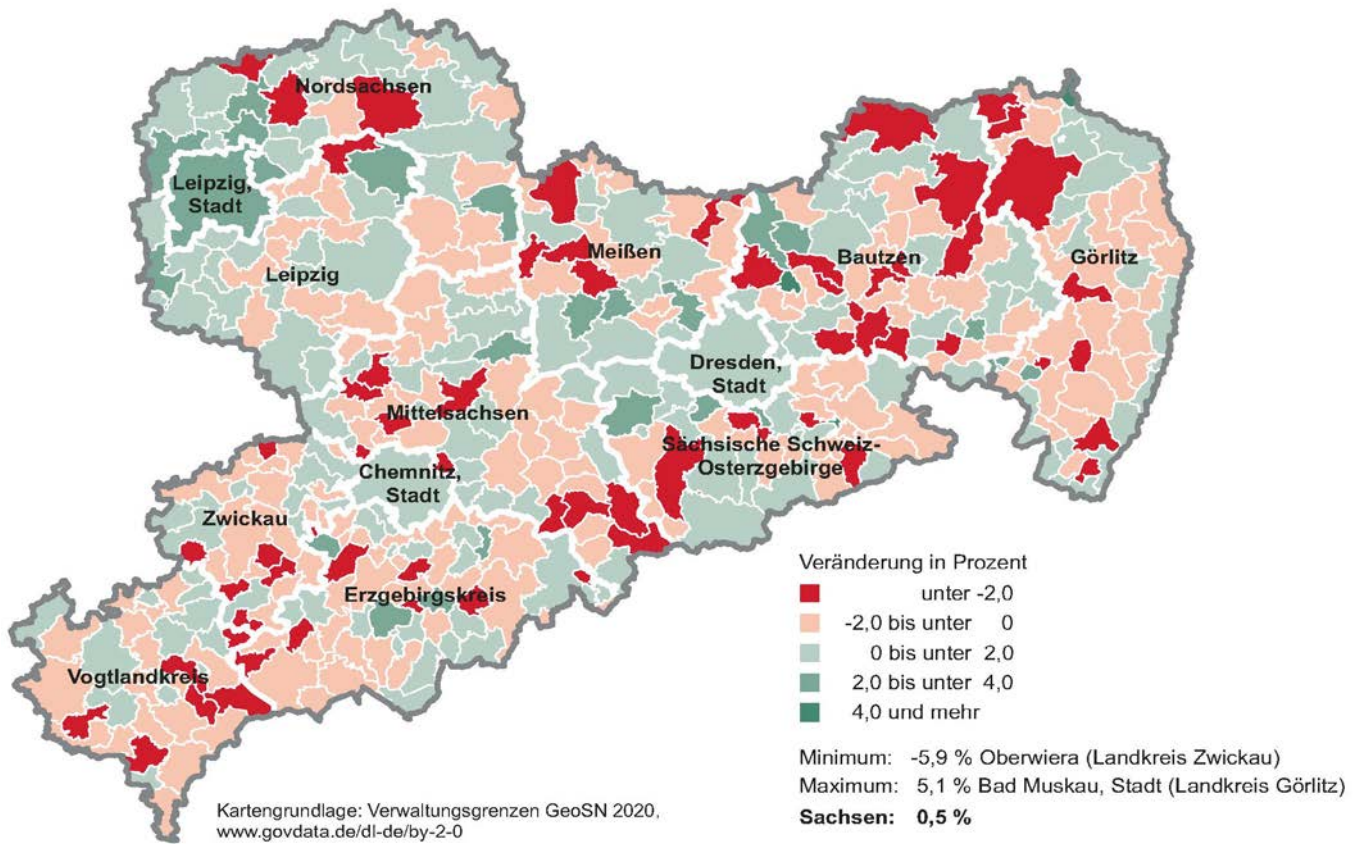 Nordsachsen
Leipzig,
Stadt
Leipzig
Meißen
Bautzen
Görlitz
Dresden,
Stadt
Mittelsachsen
Sächsische Schweiz-
Osterzgebirge
Chemnitz,
Stadt
Zwickau
Erzgebirgskreis
Vogtlandkreis
Veränderung in Prozent
unter -2,0
-2,0 bis unter 0
0 bis unter 2,0
2,0 bis unter 4,0
4,0 und mehr
Minimum: -5,9 % Oberwiera (Landkreis Zwickau)
Maximum: 5,1 % Bad Muskau, Stadt (Landkreis Görlitz)
Sachsen: 0,5 %
Kartengrundlage: Verwaltungsgrenzen GeoSN 2020,
www.govdata.de/dl-de/by-2-0